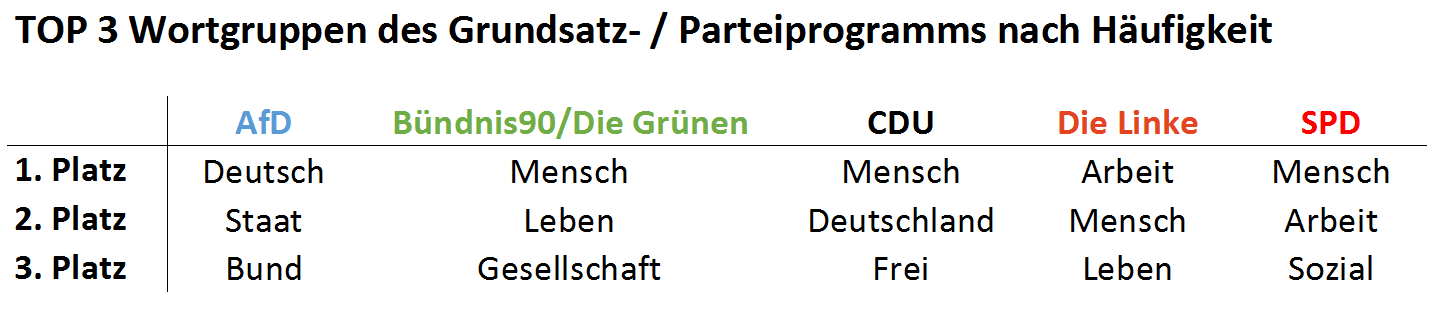 TOP 3 Wortgruppen des Grundsatz- / Parteiprogramms nach Häufigkeit
AfD Bündnis90/Die Grünen CDU Die Linke SPD
1. Platz Deutsch Mensch Mensch Arbeit Mensch
2. Platz Staat Leben Deutschland Mensch Arbeit
3. Platz Bund Gesellschaft Frei Leben Sozial